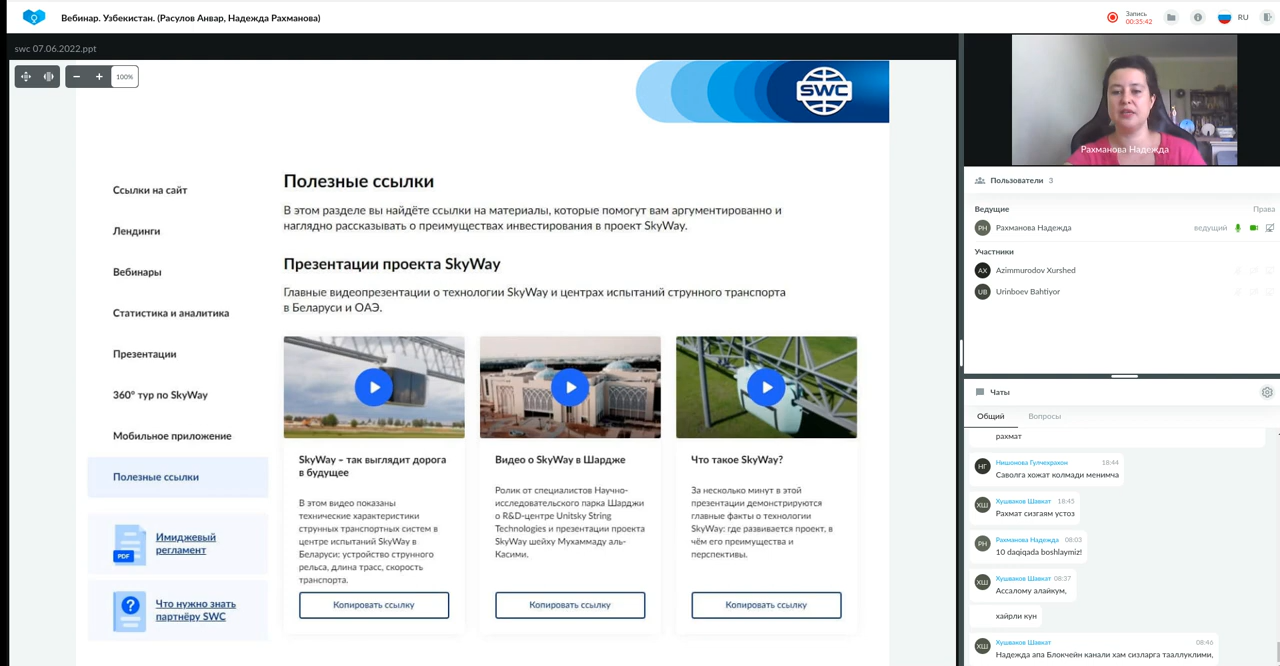 Вебинар. Узбекистан. (Расулов Анвар, Надежда Рахманова)
Запись
00:35:42
RU
swc 07.06.2022.ppt
100%
SWC
Ссылки на сайт
Лендинги
Вебинары
Статистика и аналитика
Презентации
360° тур по SkyWay
Мобильное приложение
Полезные ссылки
PDF
Имиджевый
регламент
?
Что нужно знать
партнёру SWC
Полезные ссылки
В этом разделе вы найдёте ссылки на материалы, которые помогут вам аргументированно и
наглядно рассказывать о преимуществах инвестирования в проект SkyWay.
Презентации проекта SkyWay
Главные видеопрезентации о технологии SkyWay и центрах испытаний струнного транспорта
в Беларуси и ОАЭ.
SkyWay – так выглядит дорога
в будущее
В этом видео показаны
технические характеристики
струнных транспортных систем в
центре испытаний SkyWay в
Беларуси: устройство струнного
рельса, длина трасс, скорость
транспорта.
Копировать ссылку
Видео о SkyWay в Шардже
Ролик от специалистов Научно-
исследовательского парка Шарджи
о R&D-центре Unitsky String
Technologies и презентации проекта
SkyWay шейху Мухаммаду аль-
Касими.
Копировать ссылку
Что такое SkyWay?
За несколько минут в этой
презентации демонстрируются
главные факты о технологии
SkyWay: где развивается проект, в
чём его преимущества и
перспективы.
Копировать ссылку
Рахманова Надежда
Пользователи 3
Ведущие
Права
РН Рахманова Надежда ведущий
Участники
AX Azimmurodov Xurshed
UB Urinboev Bahtiyor
Чаты
Общий Вопросы
рахмат
НГ Нишонова Гулчехрахон 18:44
Саволга хожат колмади менимча
ХШ Хушваков Шавкат 18:45
Рахмат сизгаям устоз
РН Рахманова Надежда 08:03
10 daqiqada boshlaymiz!
ХШ Хушваков Шавкат 08:37
Ассалому алайкум,
хайрли кун
ХШ Хушваков Шавкат 08:46
Надежда апа Блокчейн канали хам сизларга тааллуклими,